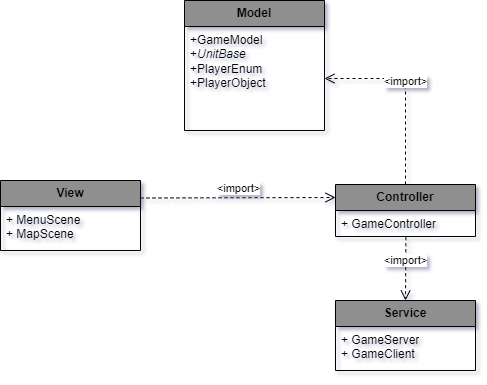 Model
+GameModel
+UnitBase
+PlayerEnum
+PlayerObject
<import>
View
+ MenuScene
+ MapScene
<import>
Controller
+ GameController
<import>
Service
+ GameServer
+ GameClient